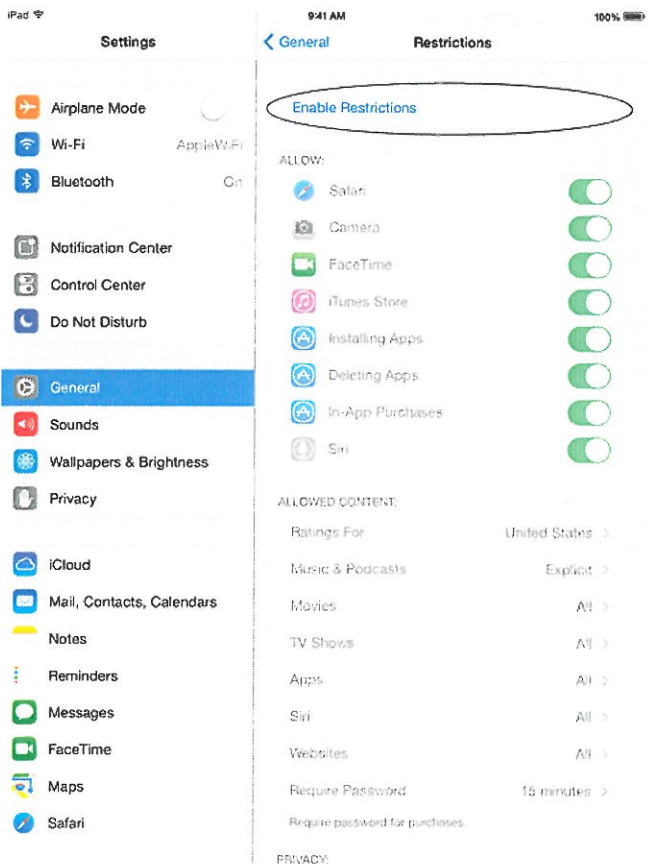 iPad
9:41 AM
100%
Settings
General
Restrictions
Airplane Mode
Wi-Fi
AppleWiFi
Bluetooth
On
Notification Center
Control Center
Do Not Disturb
General
Sounds
Wallpapers & Brightness
Privacy
iCloud
Mail, Contacts, Calendars
Notes
Reminders
Messages
FaceTime
Maps
Safari
Enable Restrictions
ALLOW:
Safari
Camera
FaceTime
iTunes Store
Installing Apps
Deleting Apps
In-App Purchases
Siri
ALLOWED CONTENT:
Ratings For
United States
Music & Podcasts
Explicit
Movies
All
TV Shows
All
Apps
All
Siri
All
Websites
All
Require Password
15 minutes
Require password for purchases.
PRIVACY: